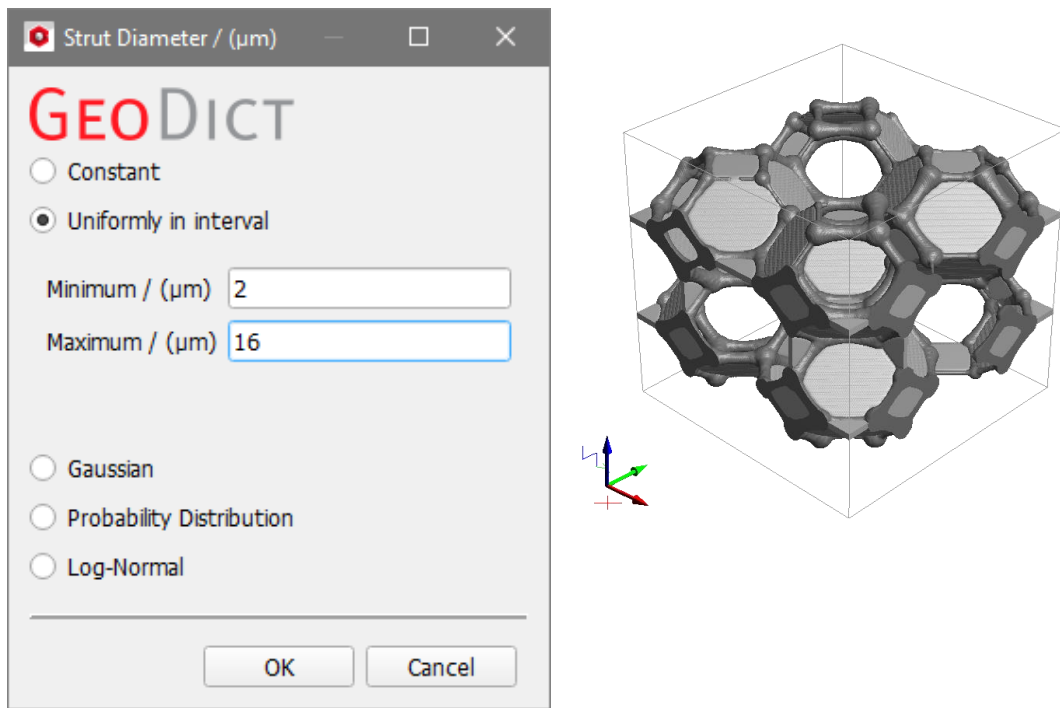 Strut Diameter / (µm)
GEODICT
Constant
Uniformly in interval
Minimum / (µm) 2
Maximum / (µm) 16
Gaussian
Probability Distribution
Log-Normal
OK Cancel